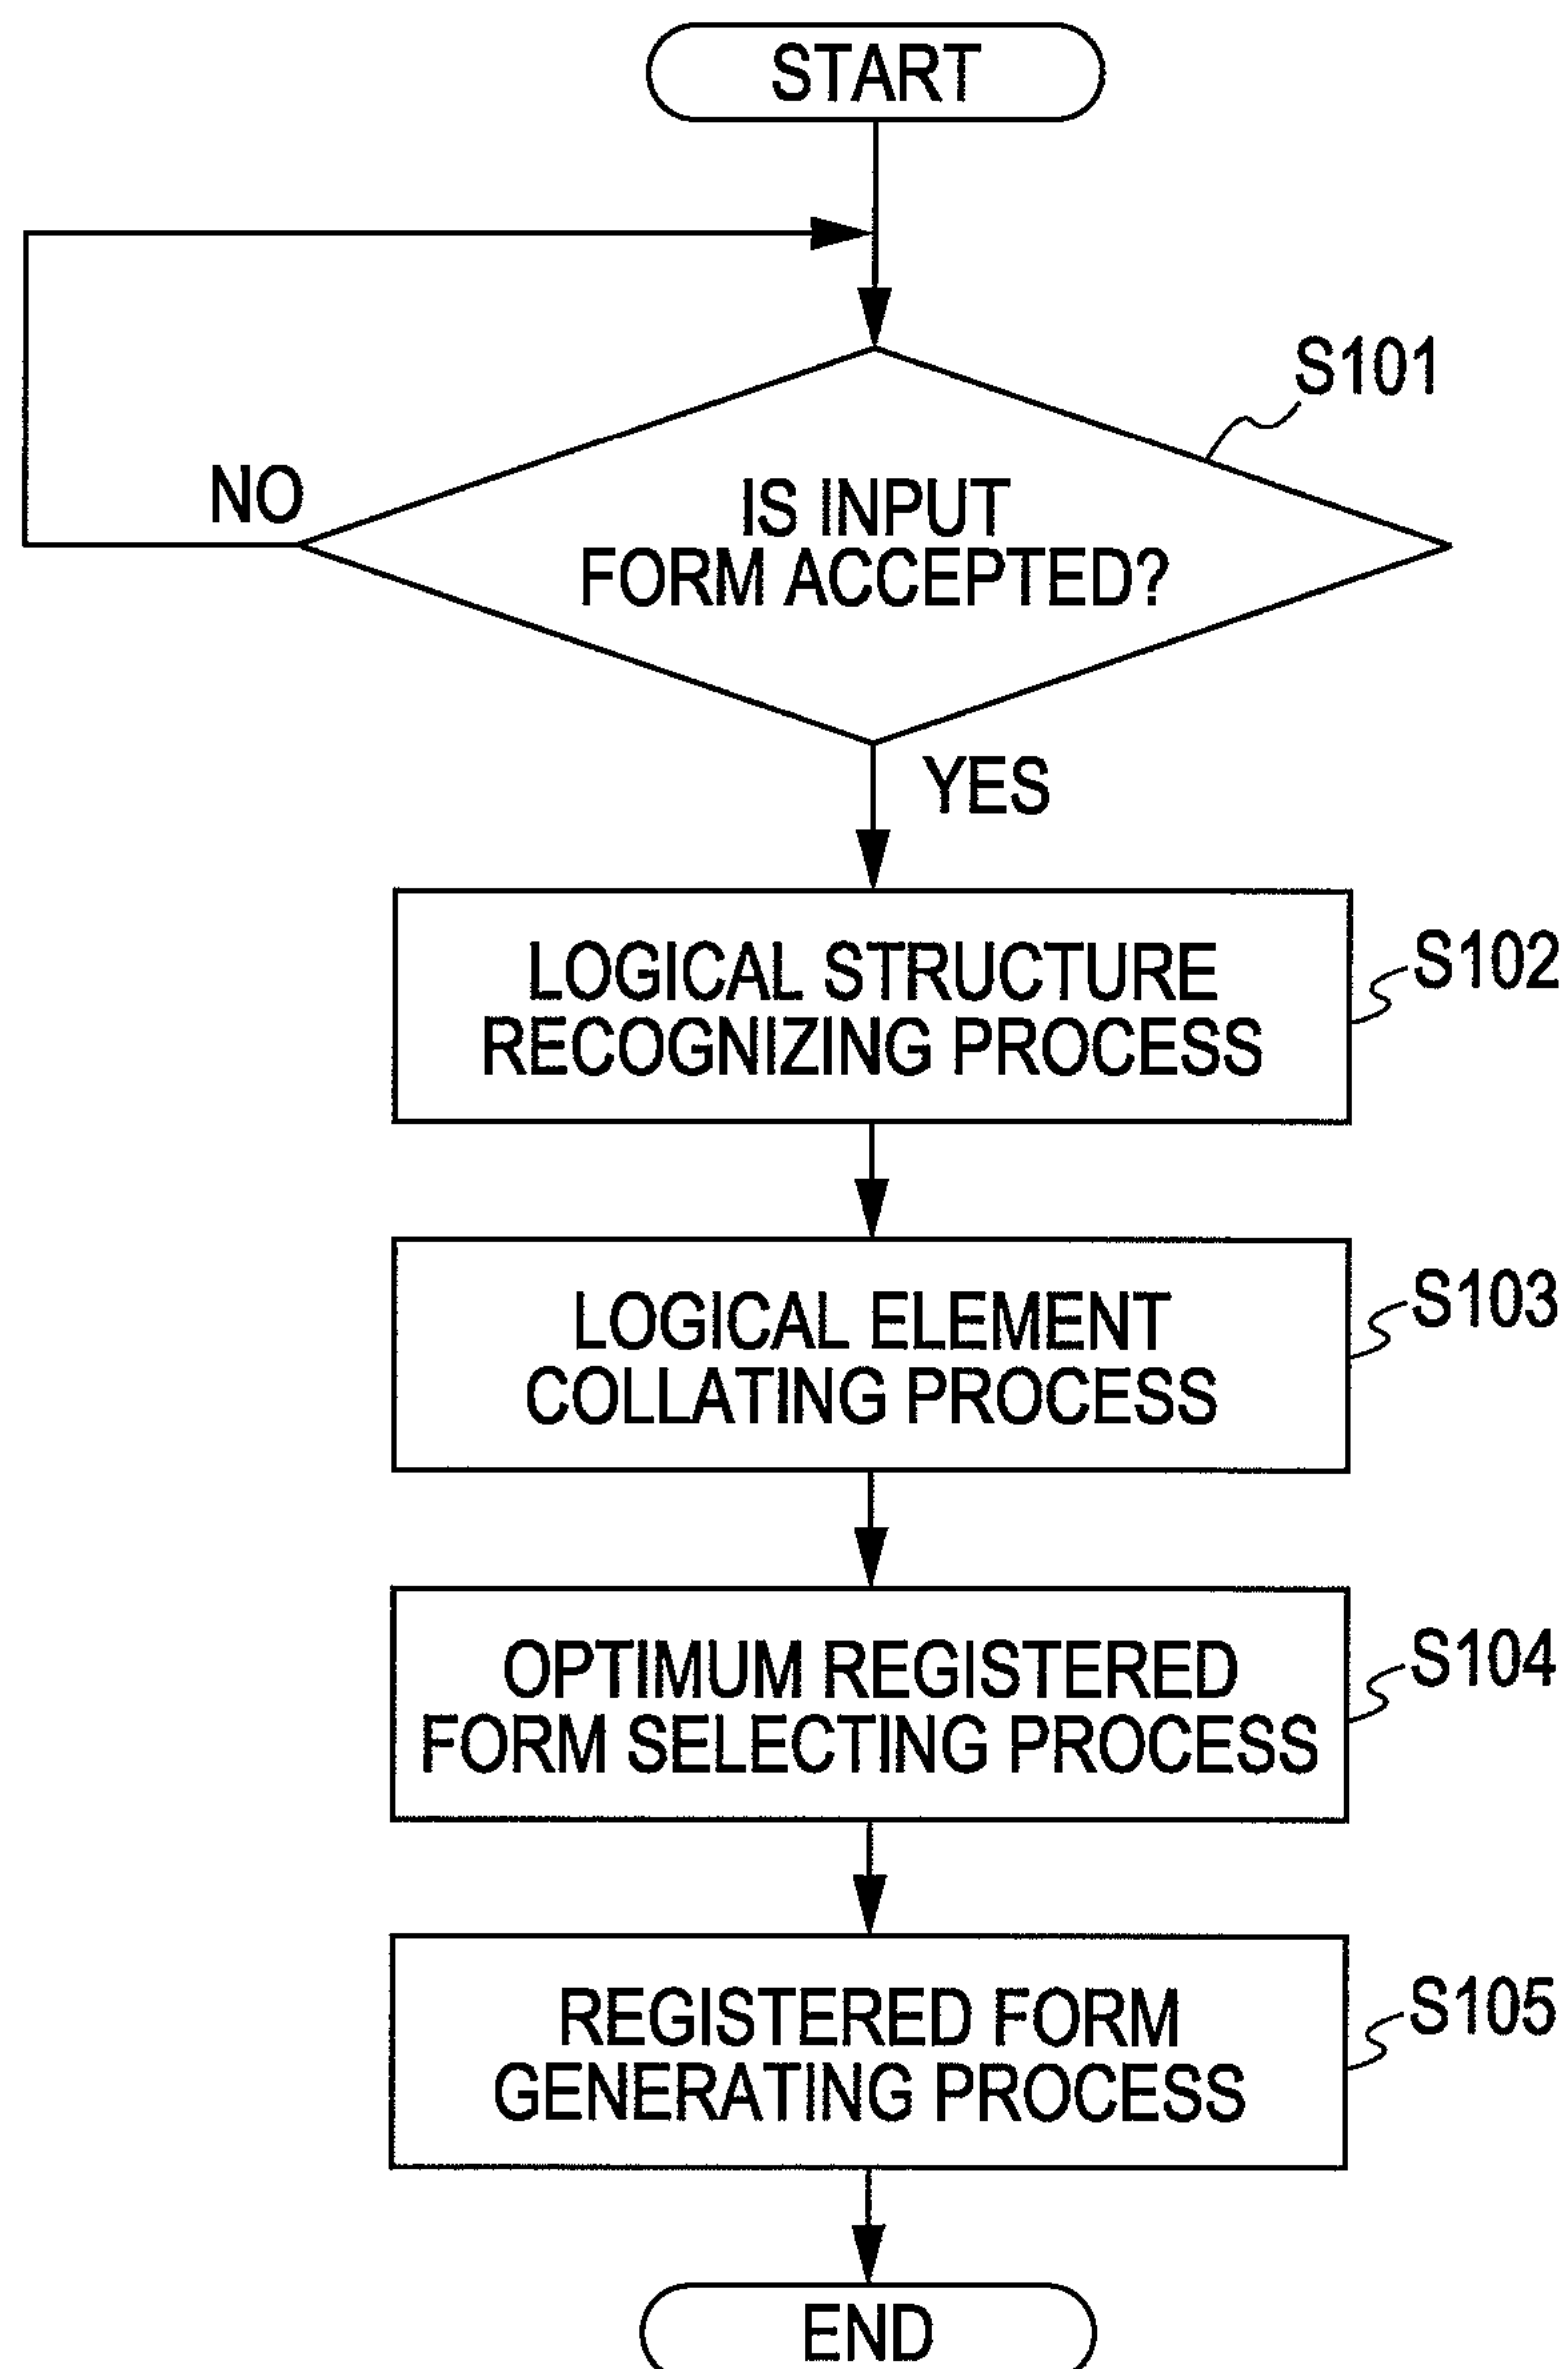 START
S101
IS INPUT
FORM ACCEPTED?
NO
YES
LOGICAL STRUCTURE
RECOGNIZING PROCESS
S102
LOGICAL ELEMENT
COLLATING PROCESS
S103
OPTIMUM REGISTERED
FORM SELECTING PROCESS
S104
REGISTERED FORM
GENERATING PROCESS
S105
END